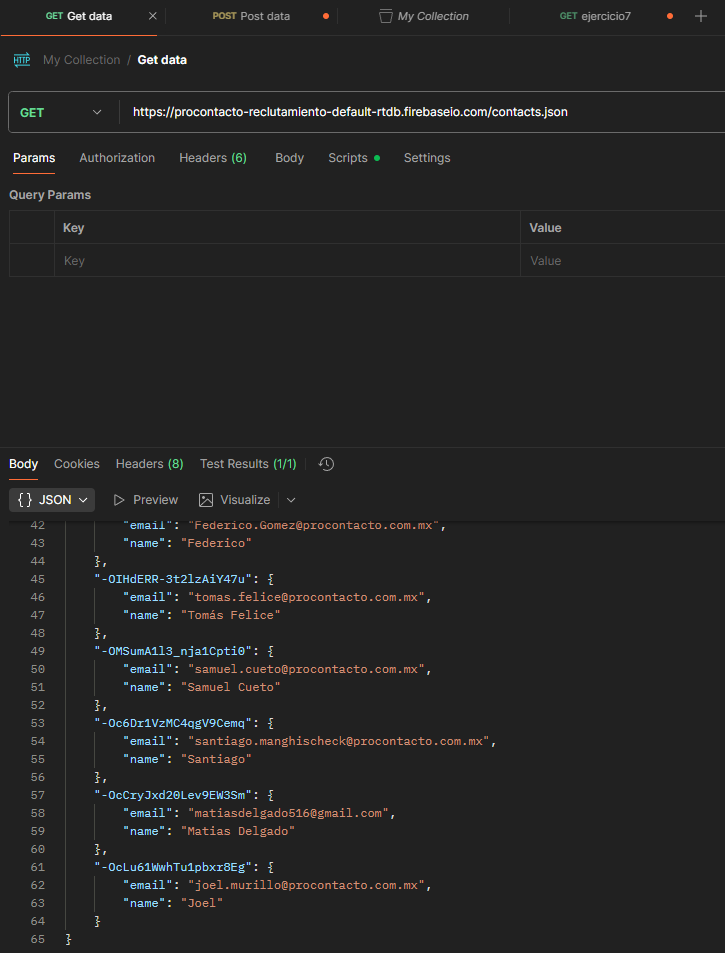 GET Get data
POST Post data
My Collection
GET ejercicio7
HTTP My Collection / Get data
GET https://procontacto-reclutamiento-default-rtdb.firebaseio.com/contacts.json
Params Authorization Headers (6) Body Scripts Settings
Query Params
Key Value
Key Value
Body Cookies Headers (8) Test Results (1/1)
{} JSON Preview Visualize
42 "email": "Federico.Gomez@procontacto.com.mx",
43 "name": "Federico"
44 },
45 "-OIHdERR-3t2lzAiY47u": {
46 "email": "tomas.felice@procontacto.com.mx",
47 "name": "Tomás Felice"
48 },
49 "-OMSumA1l3_nja1Cpti0": {
50 "email": "samuel.cueto@procontacto.com.mx",
51 "name": "Samuel Cueto"
52 },
53 "-Oc6Dr1VzMC4qgV9Cemq": {
54 "email": "santiago.manghischeck@procontacto.com.mx",
55 "name": "Santiago"
56 },
57 "-OcCryJxd20Lev9EW3Sm": {
58 "email": "matiasdelgado516@gmail.com",
59 "name": "Matias Delgado"
60 },
61 "-OcLu61WwhTu1pbxr8Eg": {
62 "email": "joel.murillo@procontacto.com.mx",
63 "name": "Joel"
64 }
65 }